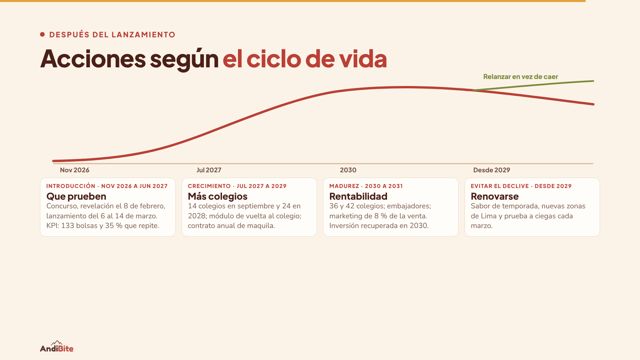 DESPUÉS DEL LANZAMIENTO
Acciones según el ciclo de vida
Relanzar en vez de caer
Nov 2026
Jul 2027
2030
Desde 2029
INTRODUCCIÓN · NOV 2026 A JUN 2027
Que prueben
Concurso, revelación el 8 de febrero,
lanzamiento del 6 al 14 de marzo.
KPI: 133 bolsas y 35 % que repite.
CRECIMIENTO · JUL 2027 A 2029
Más colegios
14 colegios en septiembre y 24 en
2028; módulo de vuelta al colegio;
contrato anual de maquila.
MADUREZ · 2030 A 2031
Rentabilidad
36 y 42 colegios; embajadores;
marketing de 8 % de la venta.
Inversión recuperada en 2030.
EVITAR EL DECLIVE · DESDE 2029
Renovarse
Sabor de temporada, nuevas zonas
de Lima y prueba a ciegas cada
marzo.
AndiBite